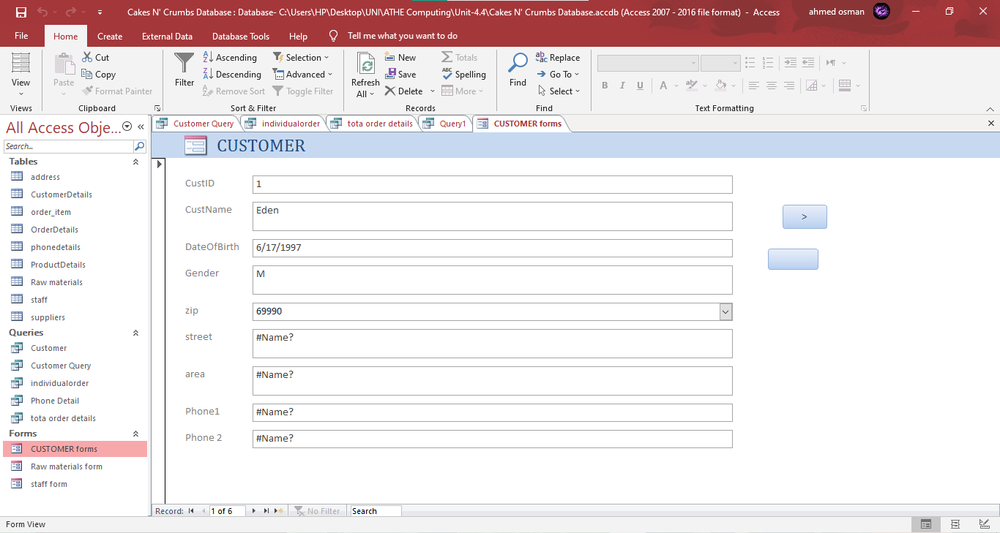 Cakes N' Crumbs Database : Database- C:\Users\HP\Desktop\UNI\ATHE Computing\Unit-4.4\Cakes N' Crumbs Database.accdb (Access 2007 - 2016 file format) - Access
ahmed osman
File Home Create External Data Database Tools Help Tell me what you want to do
View
Views
Paste
Cut
Copy
Format Painter
Clipboard
Filter
Ascending
Descending
Remove Sort
Selection
Advanced
Toggle Filter
Sort & Filter
Refresh
All
New
Save
Delete
Totals
Spelling
More
Records
Find
Replace
Go To
Select
Find
B I U A
Text Formatting
All Access Obje...
Search...
Tables
address
CustomerDetails
order_item
OrderDetails
phonedetails
ProductDetails
Raw materials
staff
suppliers
Queries
Customer
Customer Query
individualorder
Phone Detail
tota order details
Forms
CUSTOMER forms
Raw materials form
staff form
Customer Query individualorder tota order details Query1 CUSTOMER forms
CUSTOMER
CustID 1
CustName Eden
DateOfBirth 6/17/1997
Gender M
zip 69990
street #Name?
area #Name?
Phone1 #Name?
Phone 2 #Name?
>
Record: 1 of 6 No Filter Search
Form View